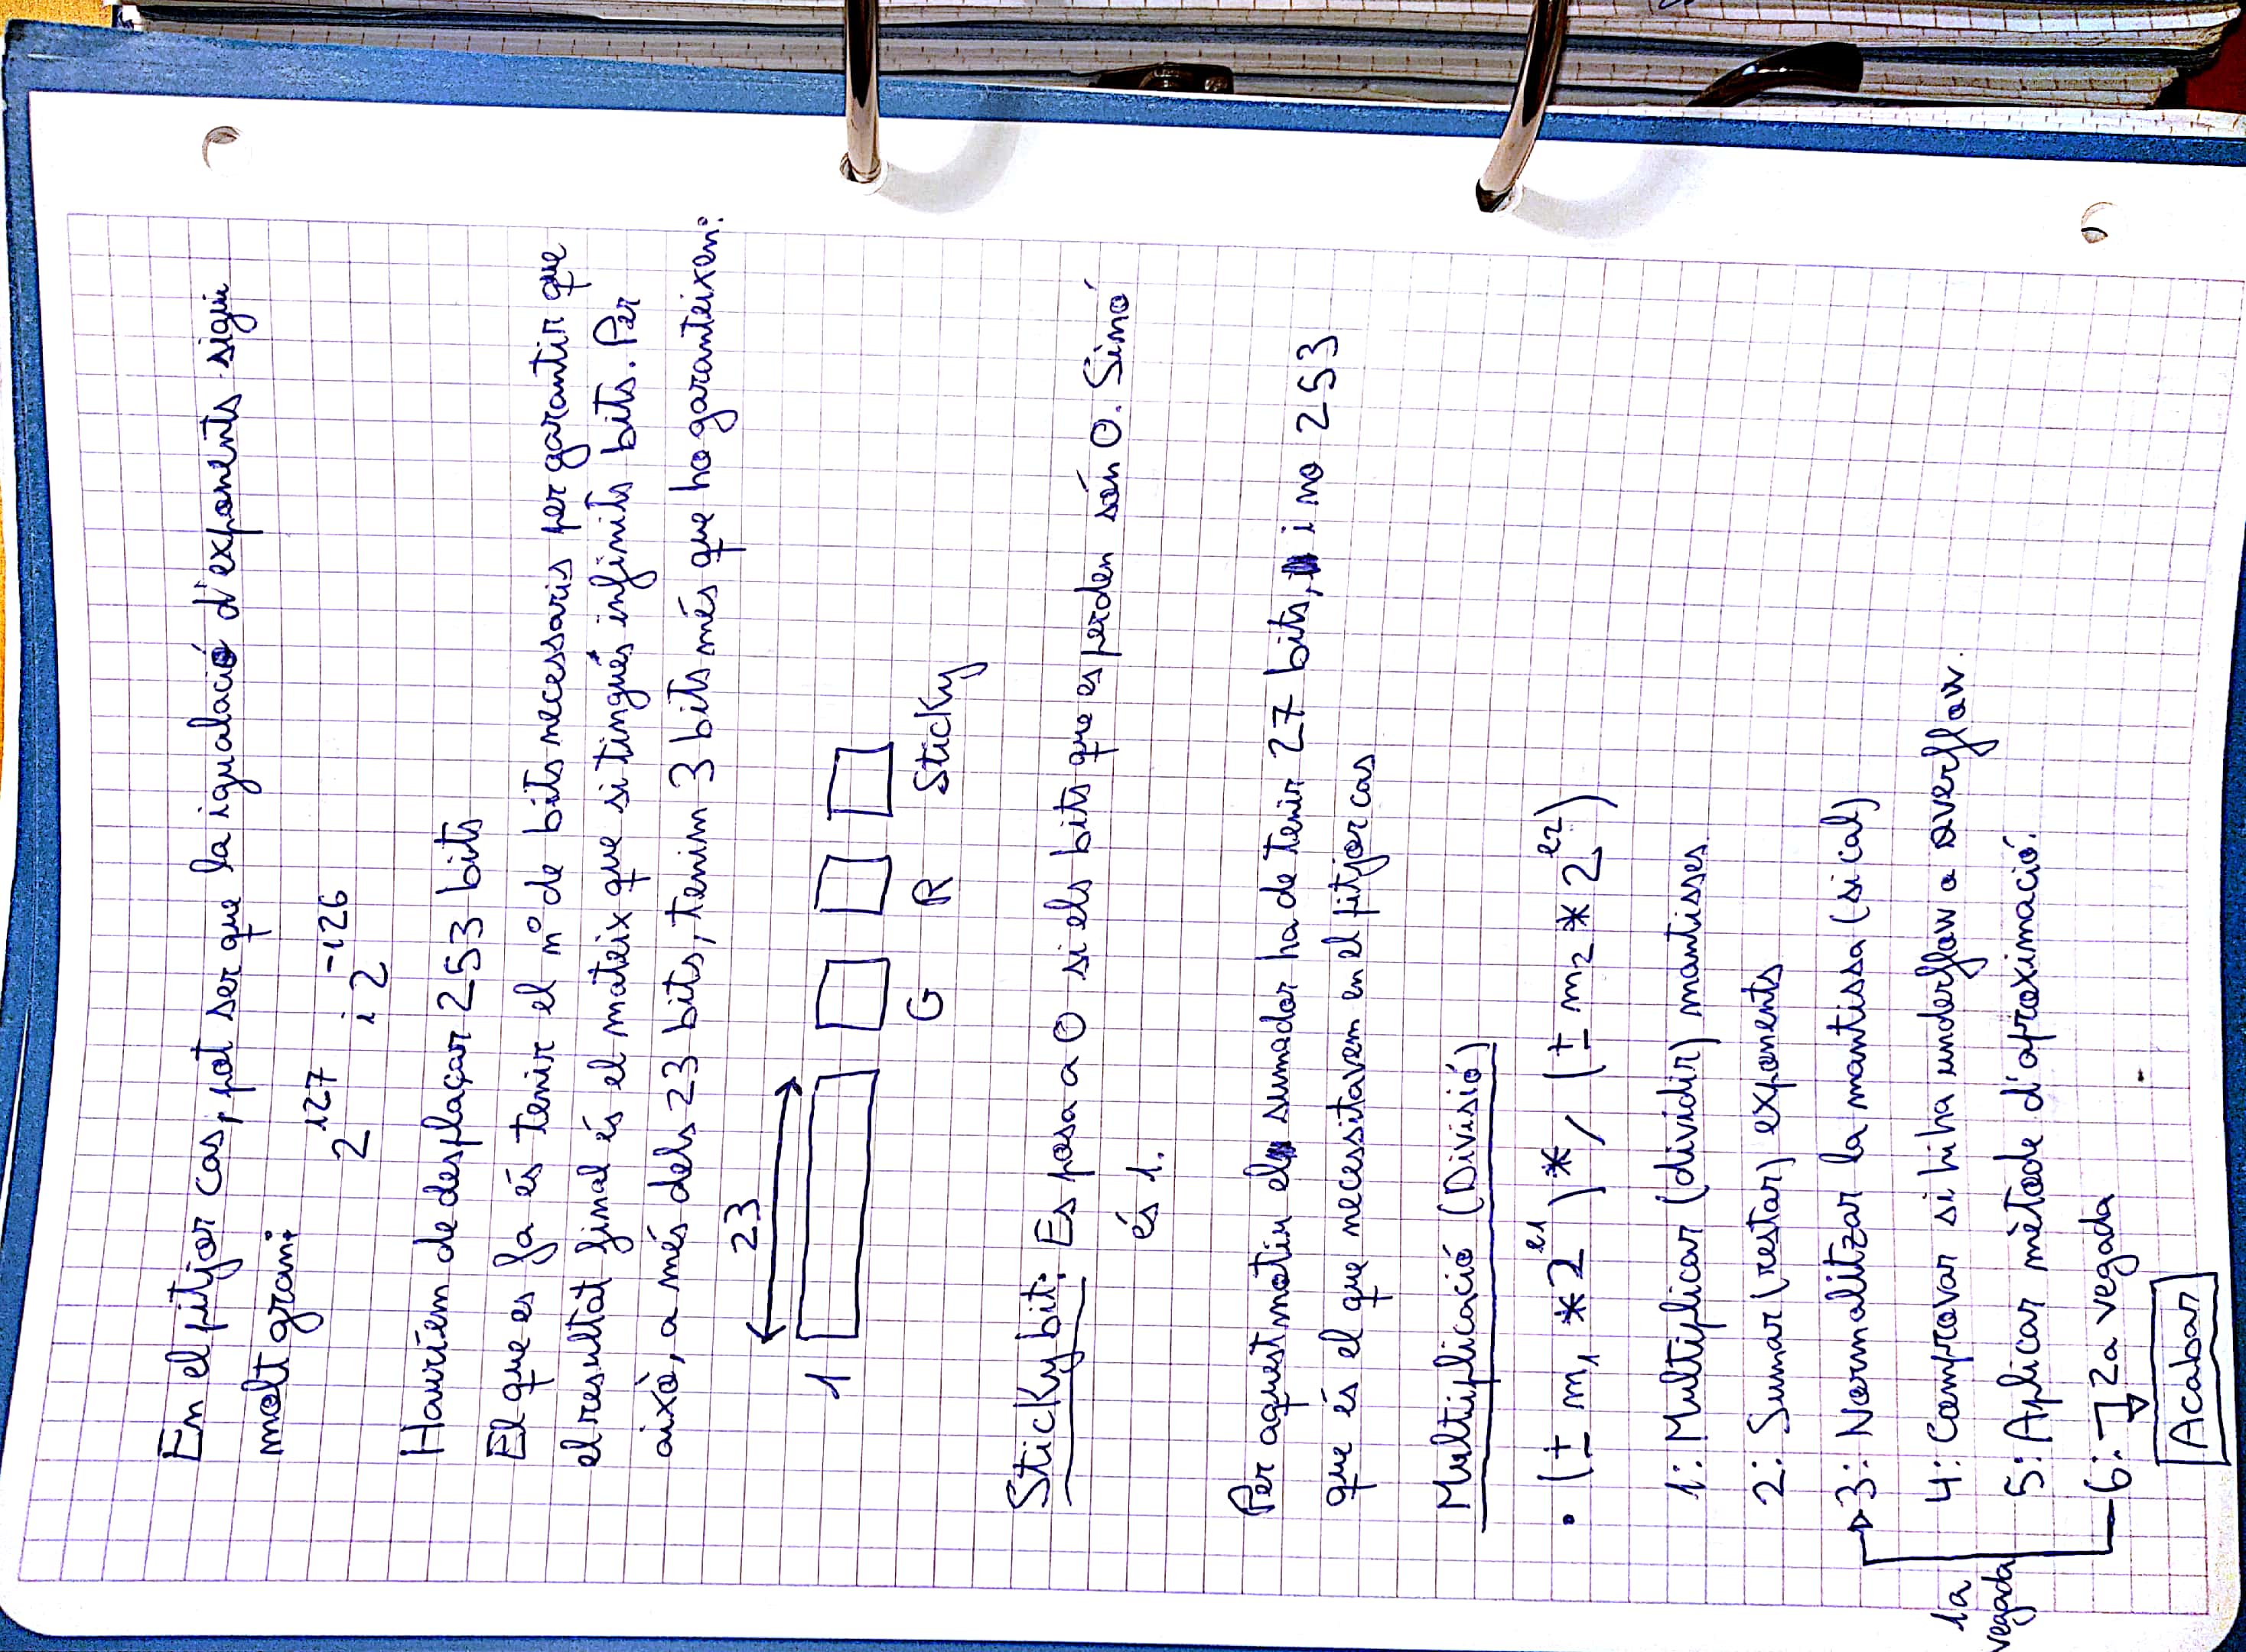 En el pitjor cas, pot ser que la igualació d'exponents sigui
molt gran:
2^127 i 2^-126
Hauríem de desplaçar 253 bits
El que es fa és tenir el nº de bits necessaris per garantir que
el resultat final és el mateix que si tingués infinits bits. Per
això, a més dels 23 bits, tenim 3 bits més que ho garanteixen:
23
1
G R Sticky
Sticky bit: Es posa a 0 si els bits que es perden són 0. Sinó
és 1.
Per aquest motiu el sumador ha de tenir 27 bits, i no 253
que és el que necessitavem en el pitjor cas
Multiplicació (Divisió)
• (± m₁ * 2^e1) * / (± m₂ * 2^e2)
1: Multiplicar (dividir) mantisses.
2: Sumar (restar) exponents
3: Normalitzar la mantissa (si cal)
4: Comprovar si hi ha underflow o overflow.
1a
vegada
5: Aplicar mètode d'aproximació.
6: 2a vegada
Acabar